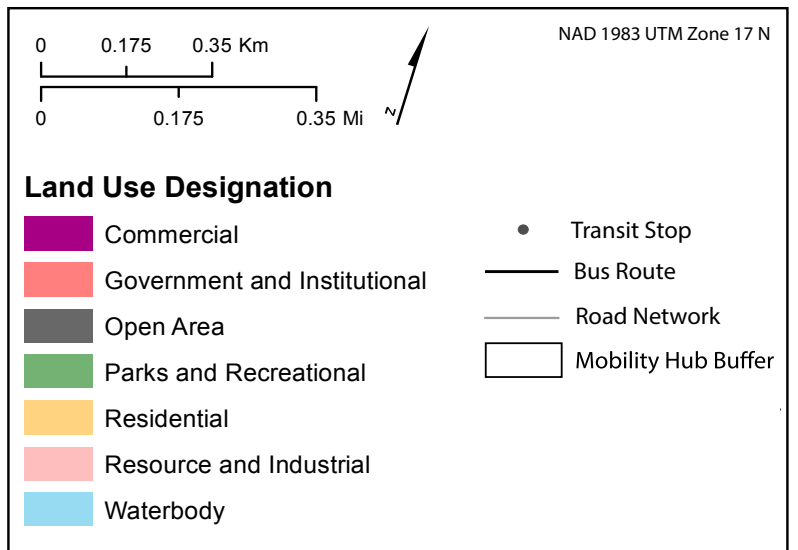 0 0.175 0.35 Km
NAD 1983 UTM Zone 17 N
0 0.175 0.35 Mi
Z
Land Use Designation
Commercial
Government and Institutional
Open Area
Parks and Recreational
Residential
Resource and Industrial
Waterbody
Transit Stop
Bus Route
Road Network
Mobility Hub Buffer